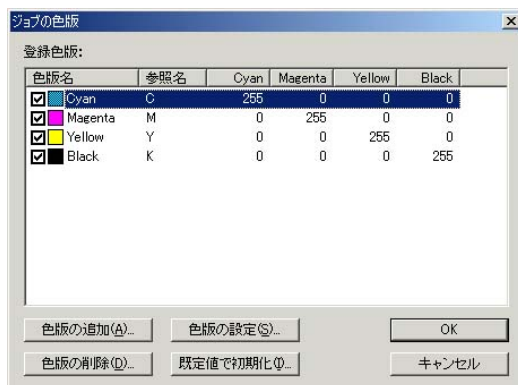 ジョブの色版
登録色版:
色版名 参照名 Cyan Magenta Yellow Black
Cyan C 255 0 0 0
Magenta M 0 255 0 0
Yellow Y 0 0 255 0
Black K 0 0 0 255
色版の追加(A)... 色版の設定(S)... OK
色版の削除(D)... 既定値で初期化(I)... キャンセル